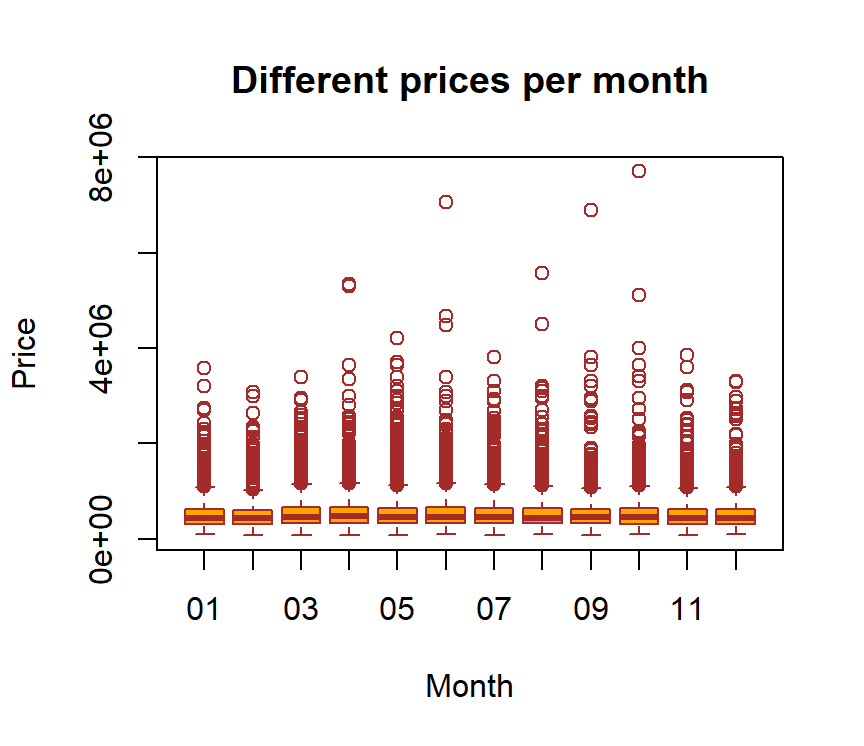 Different prices per month
Price
8e+06
4e+06
0e+00
01 03 05 07 09 11
Month